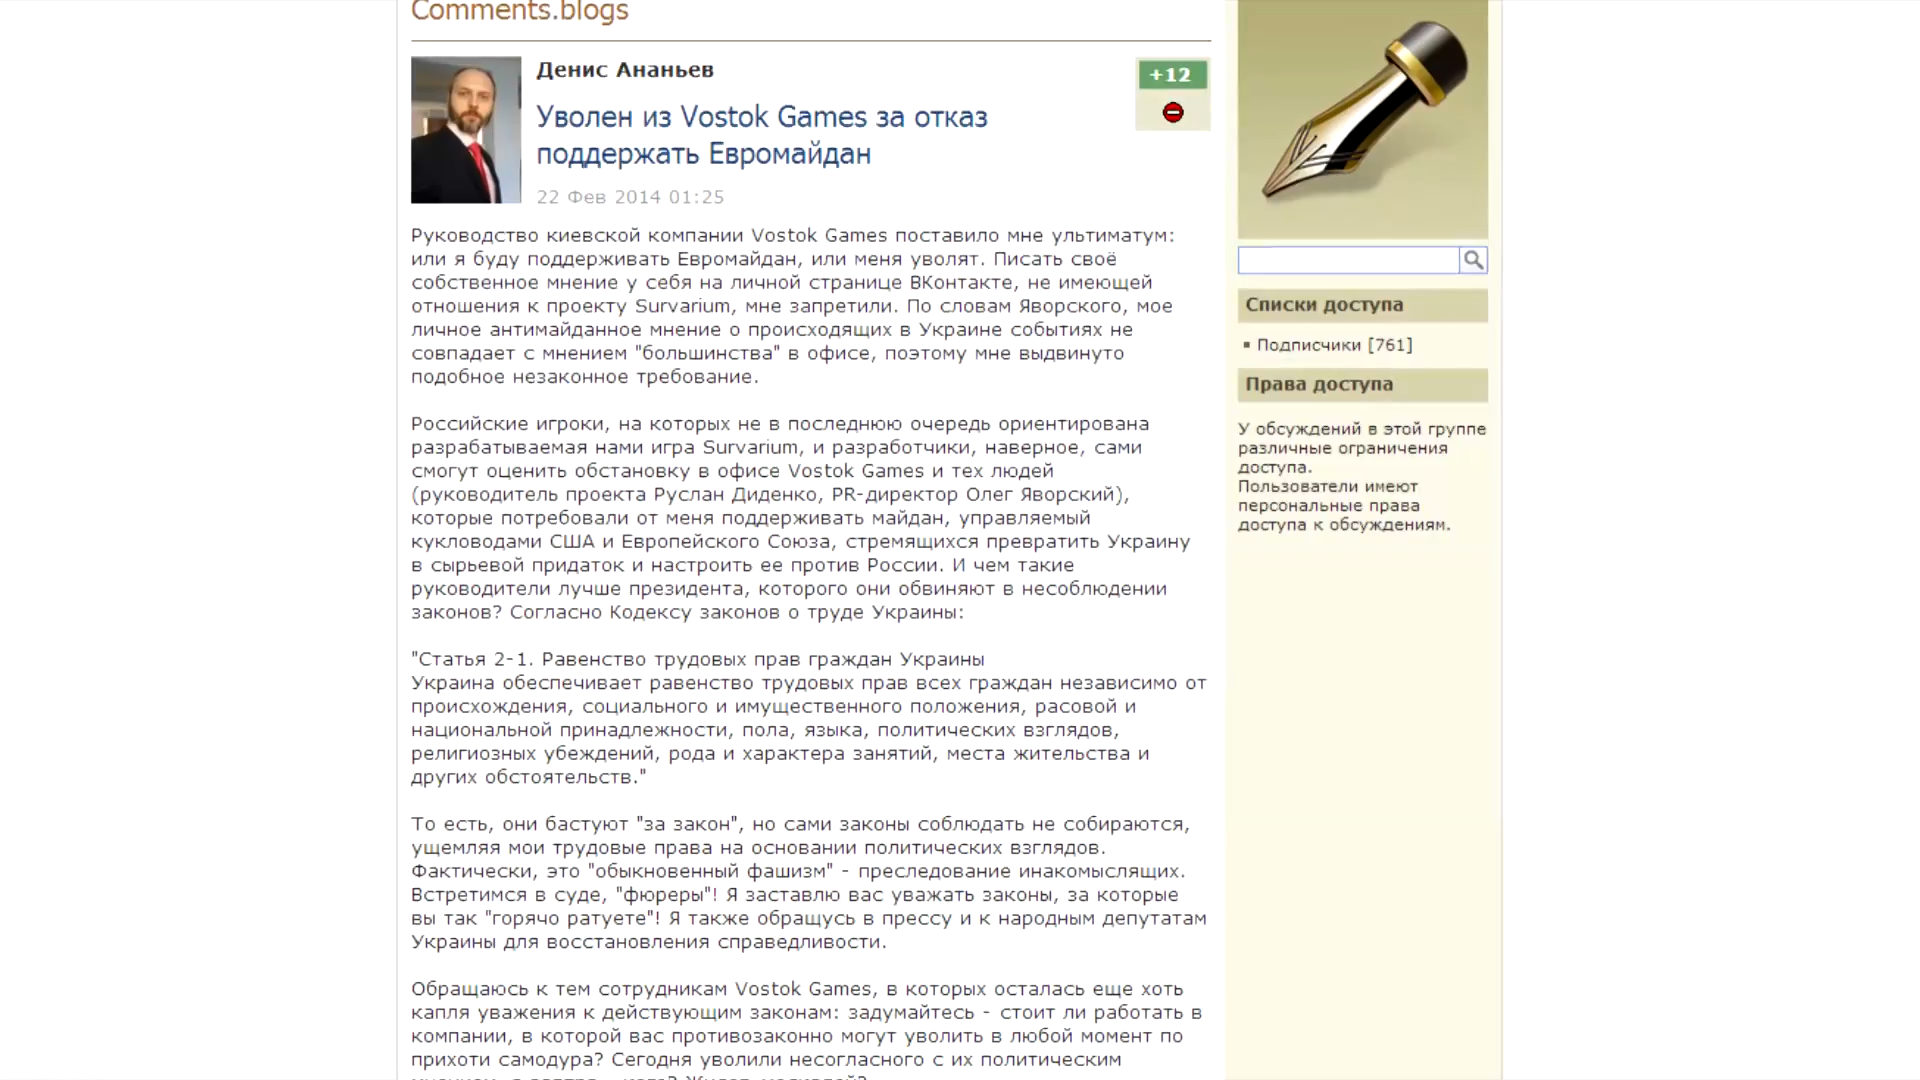 Comments.blogs
Денис Ананьев
+12
Уволен из Vostok Games за отказ
поддержать Евромайдан
22 Фев 2014 01:25
Руководство киевской компании Vostok Games поставило мне ультиматум:
или я буду поддерживать Евромайдан, или меня уволят. Писать своё
собственное мнение у себя на личной странице ВКонтакте, не имеющей
отношения к проекту Survarium, мне запретили. По словам Яворского, мое
личное антимайданное мнение о происходящих в Украине событиях не
совпадает с мнением "большинства" в офисе, поэтому мне выдвинуто
подобное незаконное требование.
Российские игроки, на которых не в последнюю очередь ориентирована
разрабатываемая нами игра Survarium, и разработчики, наверное, сами
смогут оценить обстановку в офисе Vostok Games и тех людей
(руководитель проекта Руслан Диденко, PR-директор Олег Яворский),
которые потребовали от меня поддерживать майдан, управляемый
кукловодами США и Европейского Союза, стремящихся превратить Украину
в сырьевой придаток и настроить ее против России. И чем такие
руководители лучше президента, которого они обвиняют в несоблюдении
законов? Согласно Кодексу законов о труде Украины:
"Статья 2-1. Равенство трудовых прав граждан Украины
Украина обеспечивает равенство трудовых прав всех граждан независимо от
происхождения, социального и имущественного положения, расовой и
национальной принадлежности, пола, языка, политических взглядов,
религиозных убеждений, рода и характера занятий, места жительства и
других обстоятельств."
То есть, они бастуют "за закон", но сами законы соблюдать не собираются,
ущемляя мои трудовые права на основании политических взглядов.
Фактически, это "обыкновенный фашизм" - преследование инакомыслящих.
Встретимся в суде, "фюреры"! Я заставлю вас уважать законы, за которые
вы так "горячо ратуете"! Я также обращусь в прессу и к народным депутатам
Украины для восстановления справедливости.
Обращаюсь к тем сотрудникам Vostok Games, в которых осталась еще хоть
капля уважения к действующим законам: задумайтесь - стоит ли работать в
компании, в которой вас противозаконно могут уволить в любой момент по
прихоти самодура? Сегодня уволили несогласного с их политическим
Списки доступа
Подписчики [761]
Права доступа
У обсуждений в этой группе
различные ограничения
доступа.
Пользователи имеют
персональные права
доступа к обсуждениям.